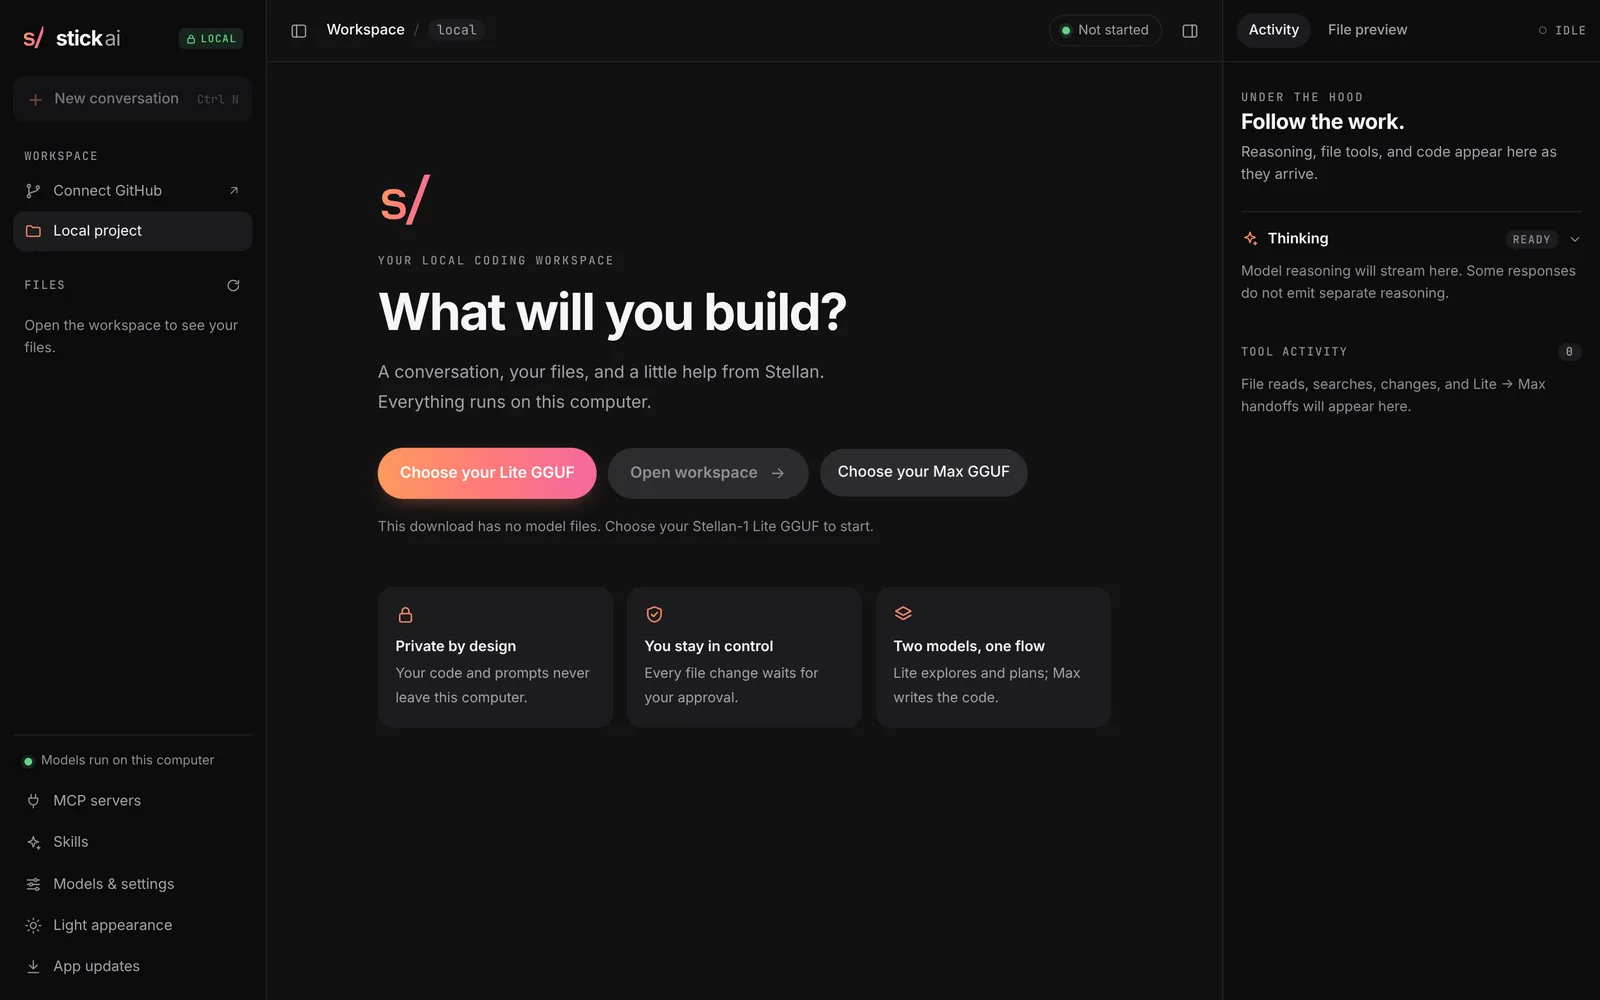 s/ stickai
LOCAL
New conversation Ctrl N
WORKSPACE
Connect GitHub
Local project
FILES
Open the workspace to see your
files.
Models run on this computer
MCP servers
Skills
Models & settings
Light appearance
App updates
Workspace / local
Not started
s/
YOUR LOCAL CODING WORKSPACE
What will you build?
A conversation, your files, and a little help from Stellan.
Everything runs on this computer.
Choose your Lite GGUF
Open workspace →
Choose your Max GGUF
This download has no model files. Choose your Stellan-1 Lite GGUF to start.
Private by design
Your code and prompts never
leave this computer.
You stay in control
Every file change waits for
your approval.
Two models, one flow
Lite explores and plans; Max
writes the code.
Activity
File preview
IDLE
UNDER THE HOOD
Follow the work.
Reasoning, file tools, and code appear here as
they arrive.
Thinking
READY
Model reasoning will stream here. Some responses
do not emit separate reasoning.
TOOL ACTIVITY
0
File reads, searches, changes, and Lite → Max
handoffs will appear here.